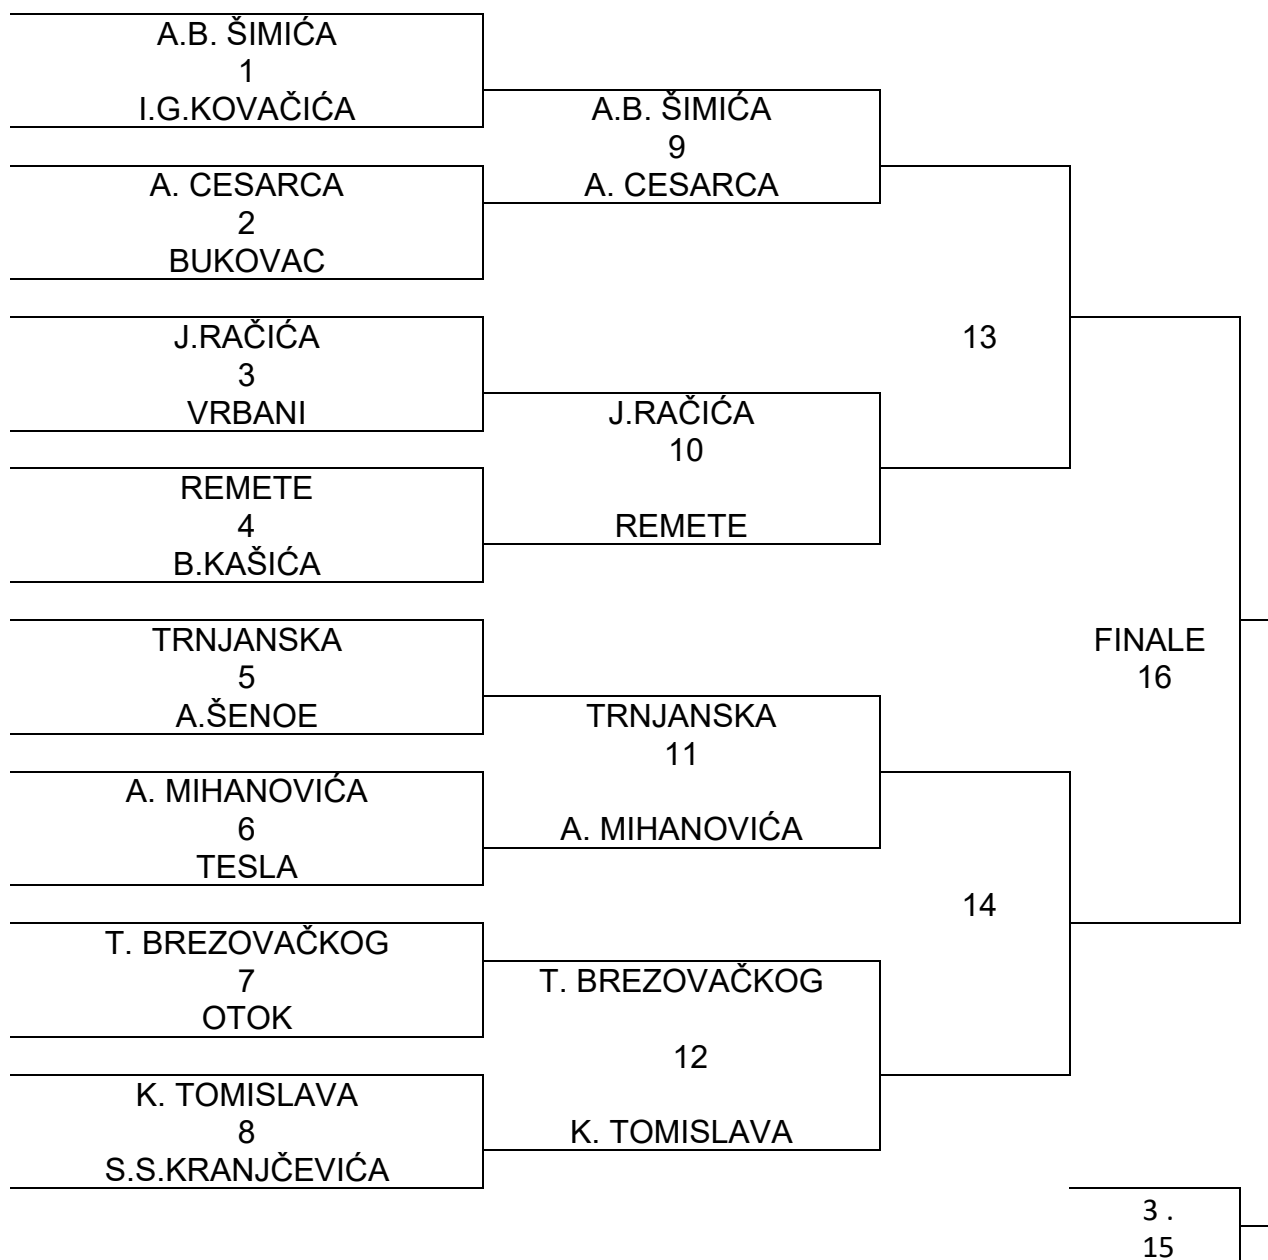 A.B. ŠIMIĆA
1
I.G.KOVAČIĆA
A. CESARCA
2
BUKOVAC
J.RAČIĆA
3
VRBANI
REMETE
4
B.KAŠIĆA
TRNJANSKA
5
A.ŠENOE
A. MIHANOVIĆA
6
TESLA
T. BREZOVAČKOG
7
OTOK
K. TOMISLAVA
8
S.S.KRANJČEVIĆA
A.B. ŠIMIĆA
9
A. CESARCA
J.RAČIĆA
10
REMETE
TRNJANSKA
11
A. MIHANOVIĆA
T. BREZOVAČKOG
12
K. TOMISLAVA
13
14
FINALE
16
3 .
15